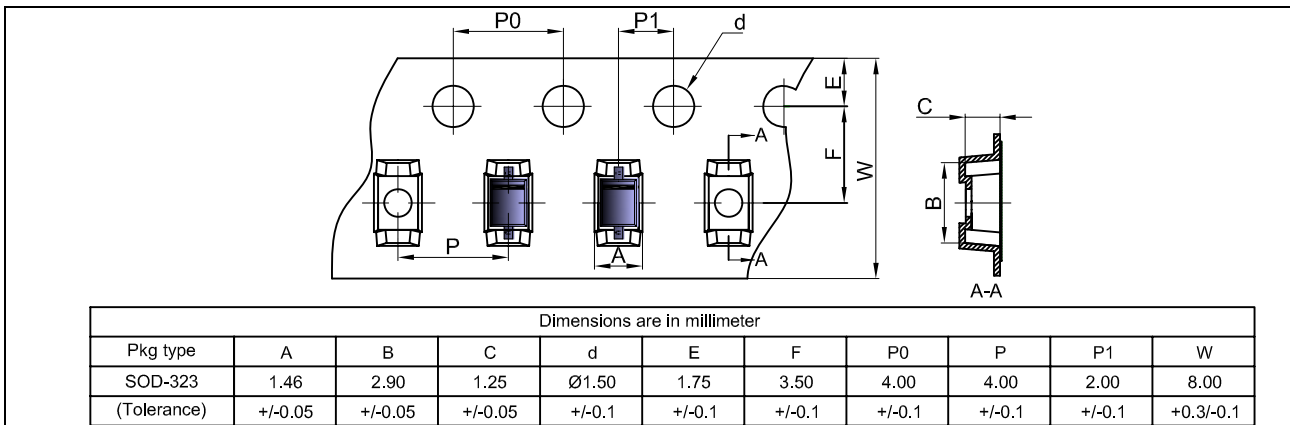 P0 P1 d
E
C
A
F
W
B
P
A
A
A-A
Dimensions are in millimeter
Pkg type A B C d E F P0 P P1 W
SOD-323 1.46 2.90 1.25 Ø1.50 1.75 3.50 4.00 4.00 2.00 8.00
(Tolerance) +/-0.05 +/-0.05 +/-0.05 +/-0.1 +/-0.1 +/-0.1 +/-0.1 +/-0.1 +/-0.1 +0.3/-0.1